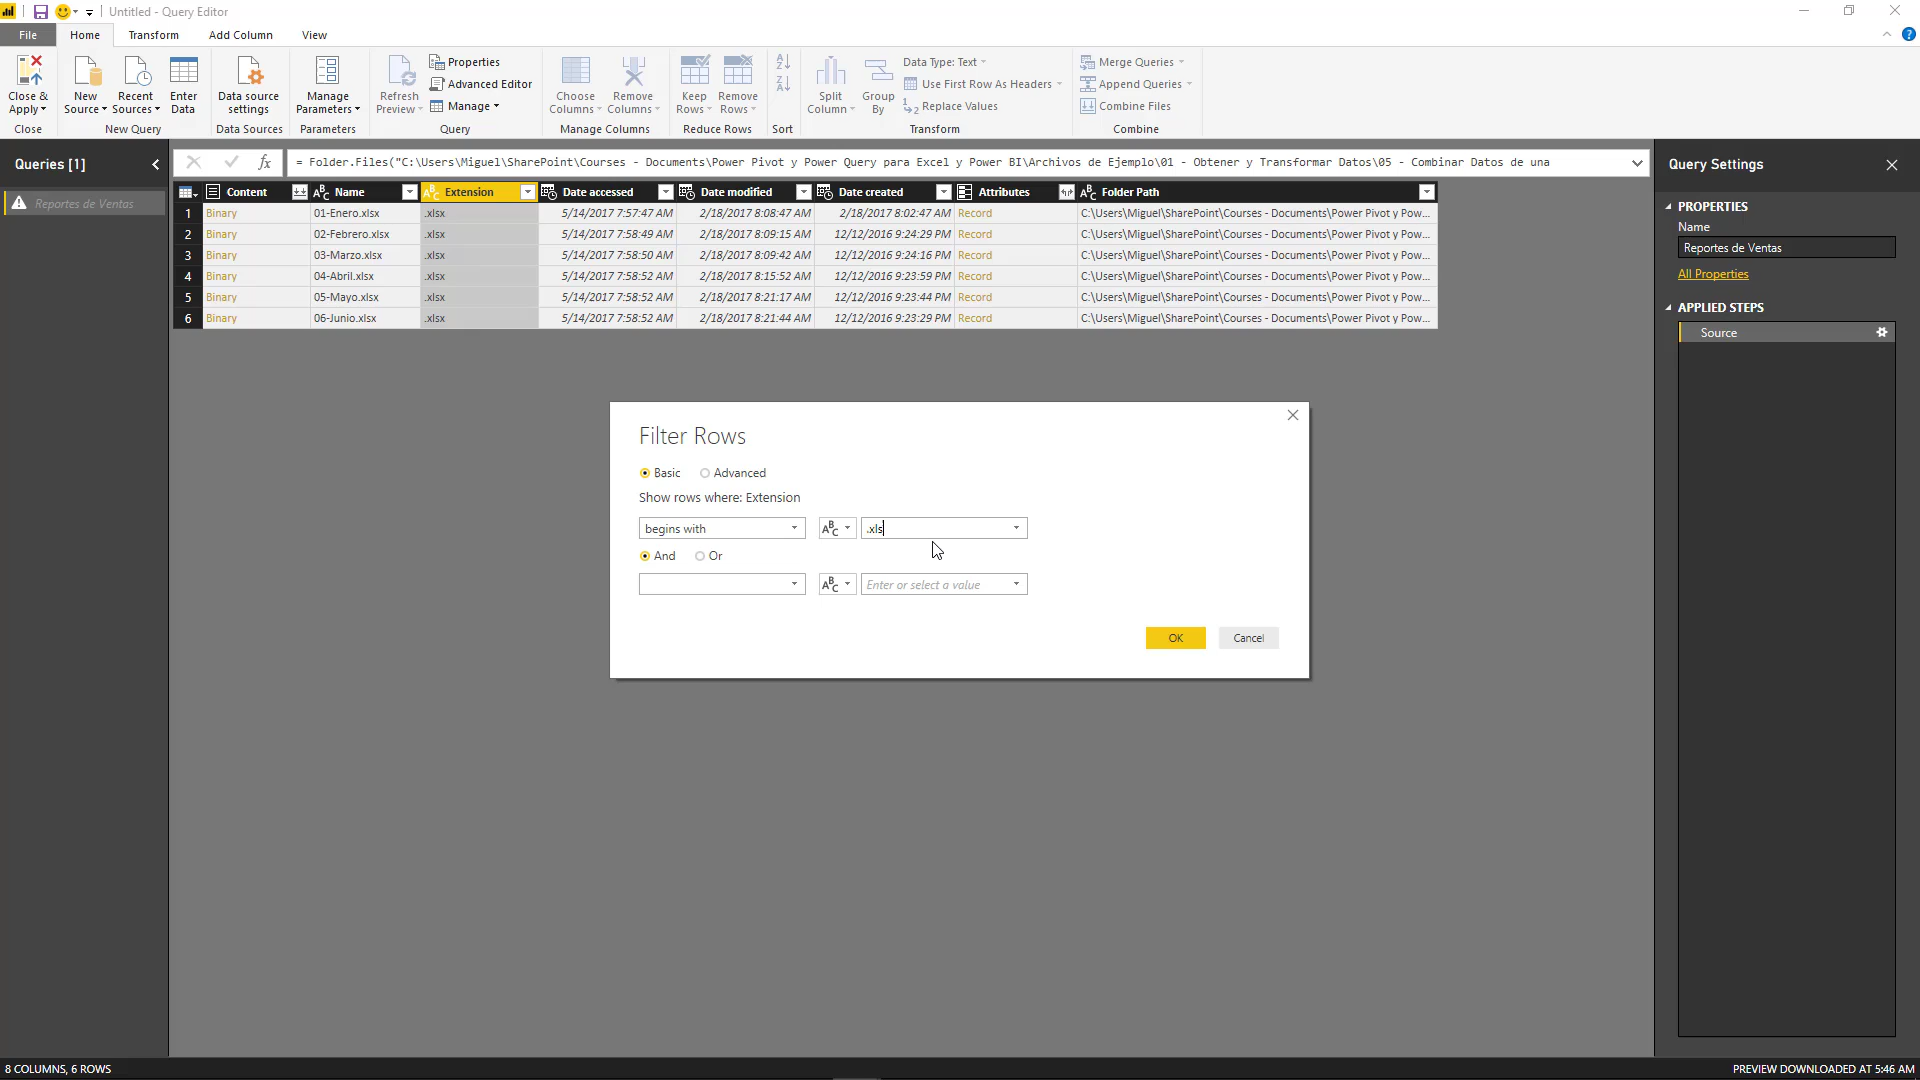 Untitled - Query Editor
File Home Transform Add Column View
Close & Apply
New Source
Recent Sources
Enter Data
Data source settings
Manage Parameters
Refresh Preview
Properties
Advanced Editor
Manage
Choose Columns
Remove Columns
Keep Rows
Remove Rows
Split Column
Group By
Data Type: Text
Use First Row As Headers
Replace Values
Merge Queries
Append Queries
Combine Files
Close New Query Data Sources Parameters Query Manage Columns Reduce Rows Sort Transform Combine
Queries [1]
Reportes de Ventas
fx
= Folder.Files("C:\Users\Miguel\SharePoint\Courses - Documents\Power Pivot y Power Query para Excel y Power BI\Archivos de Ejemplo\01 - Obtener y Transformar Datos\05 - Combinar Datos de una
Content Name Extension Date accessed Date modified Date created Attributes Folder Path
1 Binary 01-Enero.xlsx .xlsx 5/14/2017 7:57:47 AM 2/18/2017 8:08:47 AM 2/18/2017 8:02:47 AM Record C:\Users\Miguel\SharePoint\Courses - Documents\Power Pivot y Pow...
2 Binary 02-Febrero.xlsx .xlsx 5/14/2017 7:58:49 AM 2/18/2017 8:09:15 AM 12/12/2016 9:24:29 PM Record C:\Users\Miguel\SharePoint\Courses - Documents\Power Pivot y Pow...
3 Binary 03-Marzo.xlsx .xlsx 5/14/2017 7:58:50 AM 2/18/2017 8:09:42 AM 12/12/2016 9:24:16 PM Record C:\Users\Miguel\SharePoint\Courses - Documents\Power Pivot y Pow...
4 Binary 04-Abril.xlsx .xlsx 5/14/2017 7:58:52 AM 2/18/2017 8:15:52 AM 12/12/2016 9:23:59 PM Record C:\Users\Miguel\SharePoint\Courses - Documents\Power Pivot y Pow...
5 Binary 05-Mayo.xlsx .xlsx 5/14/2017 7:58:52 AM 2/18/2017 8:21:17 AM 12/12/2016 9:23:44 PM Record C:\Users\Miguel\SharePoint\Courses - Documents\Power Pivot y Pow...
6 Binary 06-Junio.xlsx .xlsx 5/14/2017 7:58:52 AM 2/18/2017 8:21:44 AM 12/12/2016 9:23:29 PM Record C:\Users\Miguel\SharePoint\Courses - Documents\Power Pivot y Pow...
Filter Rows
Basic Advanced
Show rows where: Extension
begins with ABC .xls
And Or
ABC Enter or select a value
OK Cancel
Query Settings
PROPERTIES
Name
Reportes de Ventas
All Properties
APPLIED STEPS
Source
8 COLUMNS, 6 ROWS
PREVIEW DOWNLOADED AT 5:46 AM